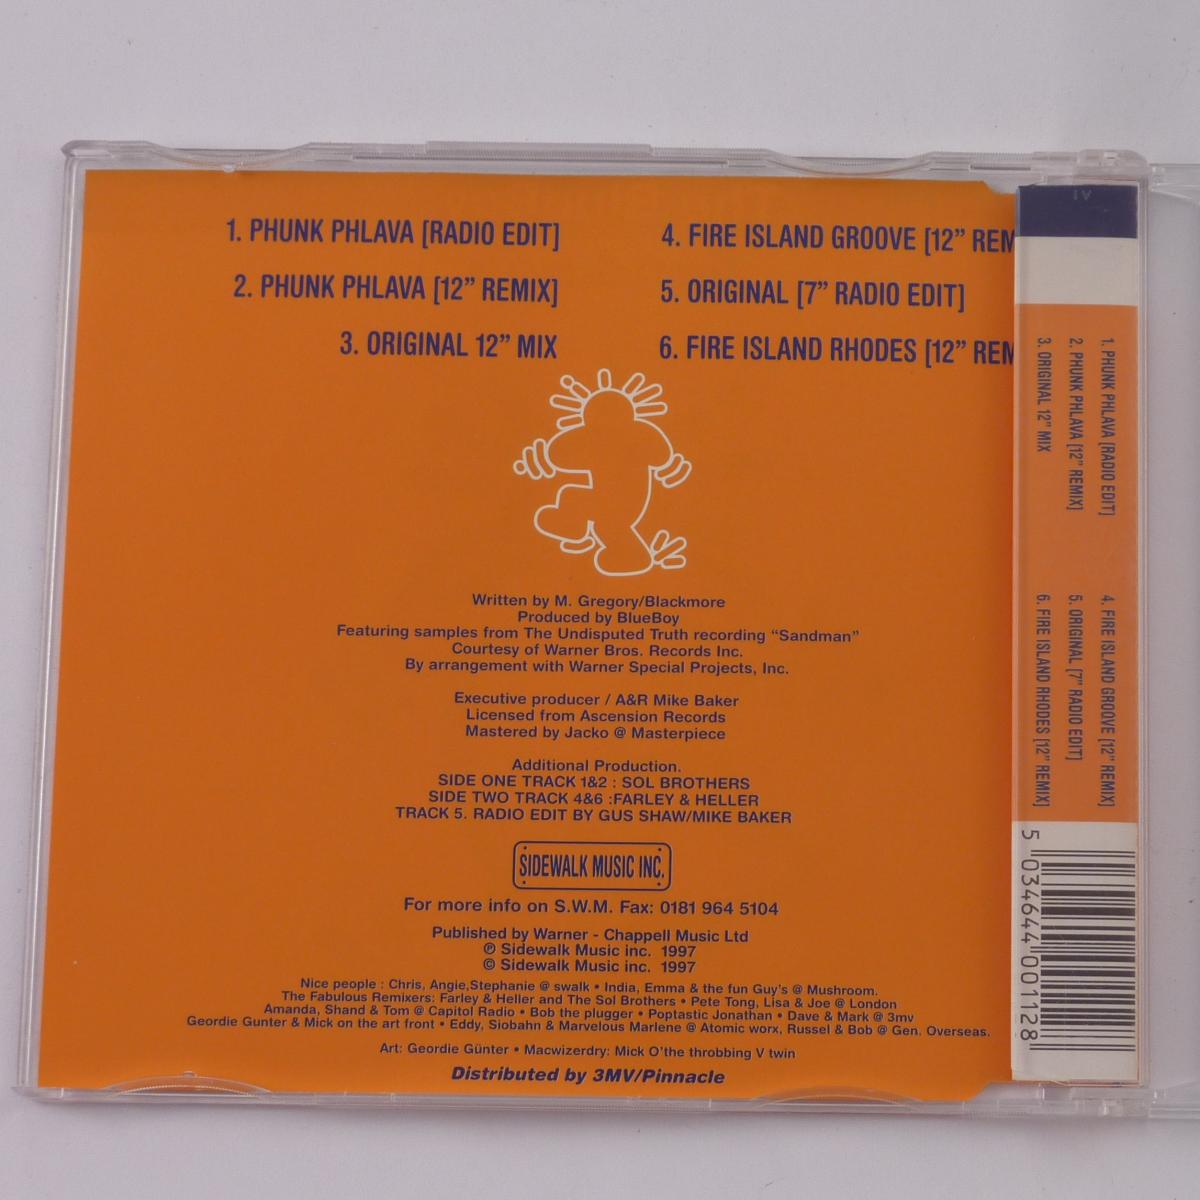 1. PHUNK PHLAVA [RADIO EDIT]
2. PHUNK PHLAVA [12” REMIX]
3. ORIGINAL 12” MIX
4. FIRE ISLAND GROOVE [12” REM
5. ORIGINAL [7” RADIO EDIT]
6. FIRE ISLAND RHODES [12” REM
Written by M. Gregory/Blackmore
Produced by BlueBoy
Featuring samples from The Undisputed Truth recording “Sandman”
Courtesy of Warner Bros. Records Inc.
By arrangement with Warner Special Projects, Inc.
Executive producer / A&R Mike Baker
Licensed from Ascension Records
Mastered by Jacko @ Masterpiece
Additional Production.
SIDE ONE TRACK 1&2 : SOL BROTHERS
SIDE TWO TRACK 4&6 :FARLEY & HELLER
TRACK 5. RADIO EDIT BY GUS SHAW/MIKE BAKER
SIDEWALK MUSIC INC.
For more info on S.W.M. Fax: 0181 964 5104
Published by Warner - Chappell Music Ltd
℗ Sidewalk Music inc. 1997
© Sidewalk Music inc. 1997
Nice people : Chris, Angie,Stephanie @ swalk • India, Emma & the fun Guy's @ Mushroom.
The Fabulous Remixers: Farley & Heller and The Sol Brothers • Pete Tong, Lisa & Joe @ London
Amanda, Shand & Tom @ Capitol Radio • Bob the plugger • Poptastic Jonathan • Dave & Mark @ 3mv
Geordie Gunter & Mick on the art front • Eddy, Siobahn & Marvelous Marlene @ Atomic worx, Russel & Bob @ Gen. Overseas.
Art: Geordie Günter • Macwizerdry: Mick O'the throbbing V twin
Distributed by 3MV/Pinnacle
1. PHUNK PHLAVA [RADIO EDIT]
2. PHUNK PHLAVA [12” REMIX]
3. ORIGINAL 12” MIX
4. FIRE ISLAND GROOVE [12” REMIX]
5. ORIGINAL [7” RADIO EDIT]
6. FIRE ISLAND RHODES [12” REMIX]
5 034644 001128